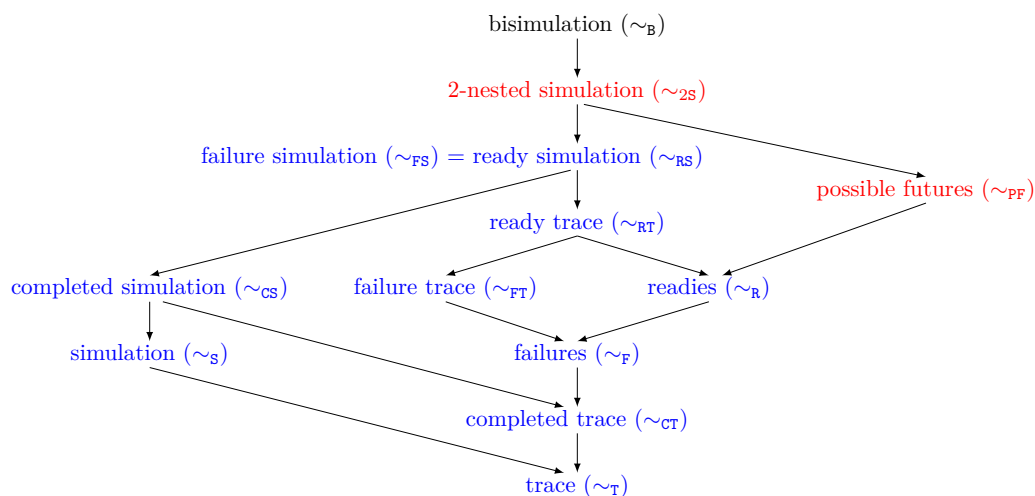 bisimulation (∼B)
2-nested simulation (∼2S)
failure simulation (∼FS) = ready simulation (∼RS)
possible futures (∼PF)
ready trace (∼RT)
completed simulation (∼CS)
failure trace (∼FT)
readies (∼R)
simulation (∼S)
failures (∼F)
completed trace (∼CT)
trace (∼T)